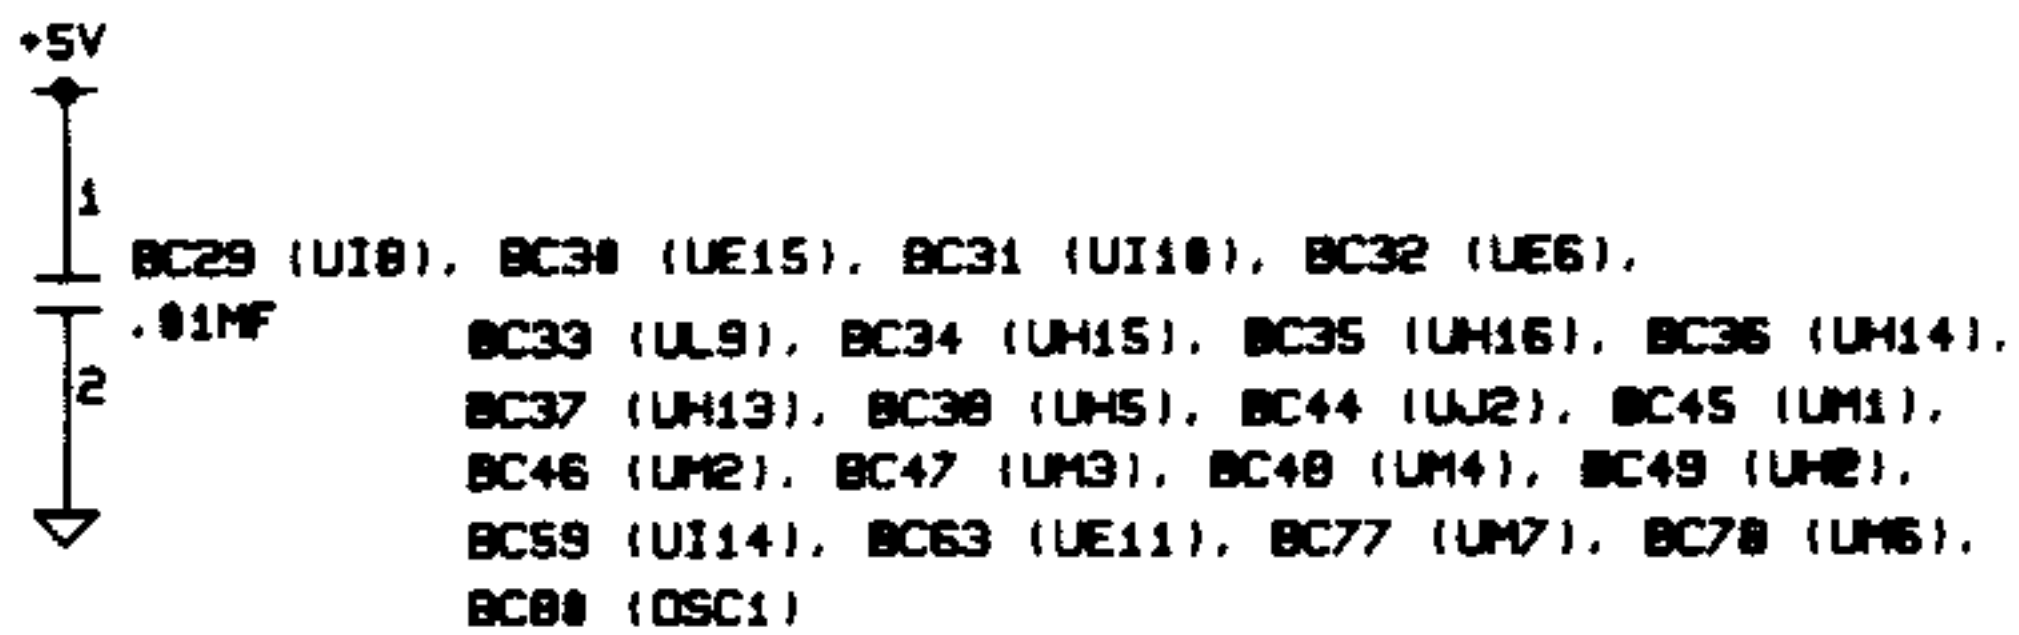 +5V
1
BC29 (UI8), BC30 (UE15), BC31 (UI10), BC32 (UE6),
.01MF
BC33 (UL9), BC34 (UH15), BC35 (UH16), BC36 (UH14),
2
BC37 (UH13), BC38 (UH5), BC44 (UJ2), BC45 (UM1),
BC46 (UM2), BC47 (UM3), BC48 (UM4), BC49 (UH2),
BC59 (UI14), BC63 (UE11), BC77 (UM7), BC78 (UM6),
BC80 (OSC1)